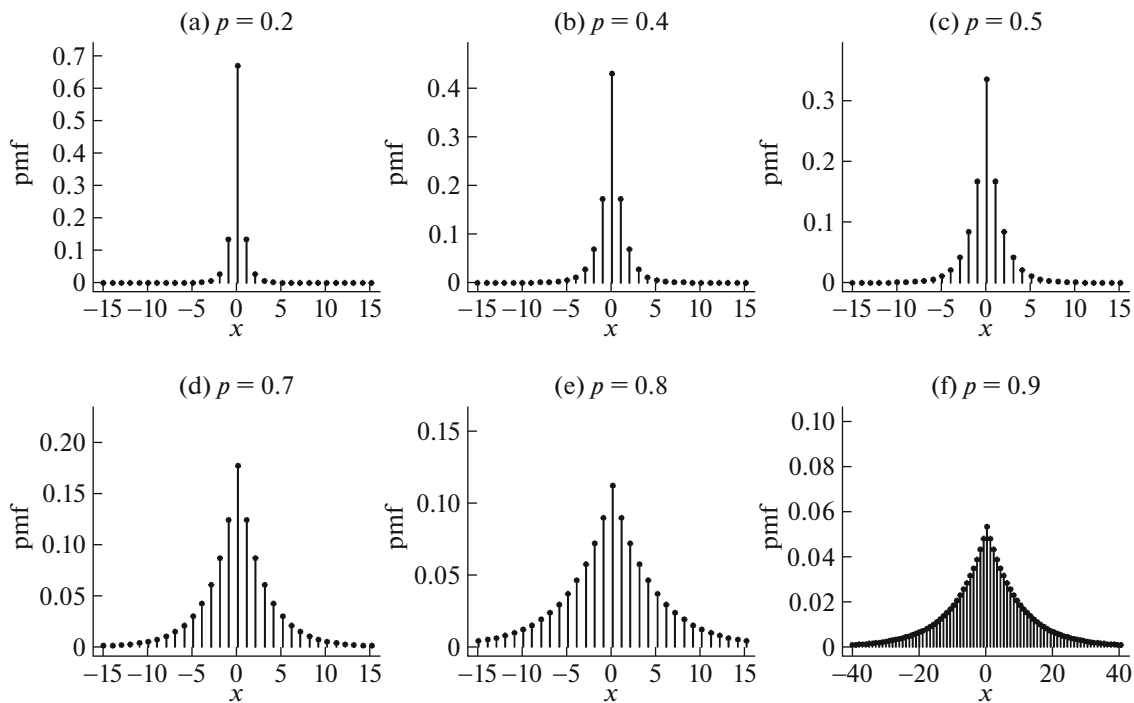 (a) p = 0.2
0.7
0.6
0.5
0.4
0.3
0.2
0.1
0
pmf
−15 −10 −5 0 5 10 15
x
(b) p = 0.4
0.4
0.3
0.2
0.1
0
pmf
−15 −10 −5 0 5 10 15
x
(c) p = 0.5
0.3
0.2
0.1
0
pmf
−15 −10 −5 0 5 10 15
x
(d) p = 0.7
0.20
0.15
0.10
0.05
0
pmf
−15 −10 −5 0 5 10 15
x
(e) p = 0.8
0.15
0.10
0.05
0
pmf
−15 −10 −5 0 5 10 15
x
(f) p = 0.9
0.10
0.08
0.06
0.04
0.02
0
pmf
−40 −20 0 20 40
x